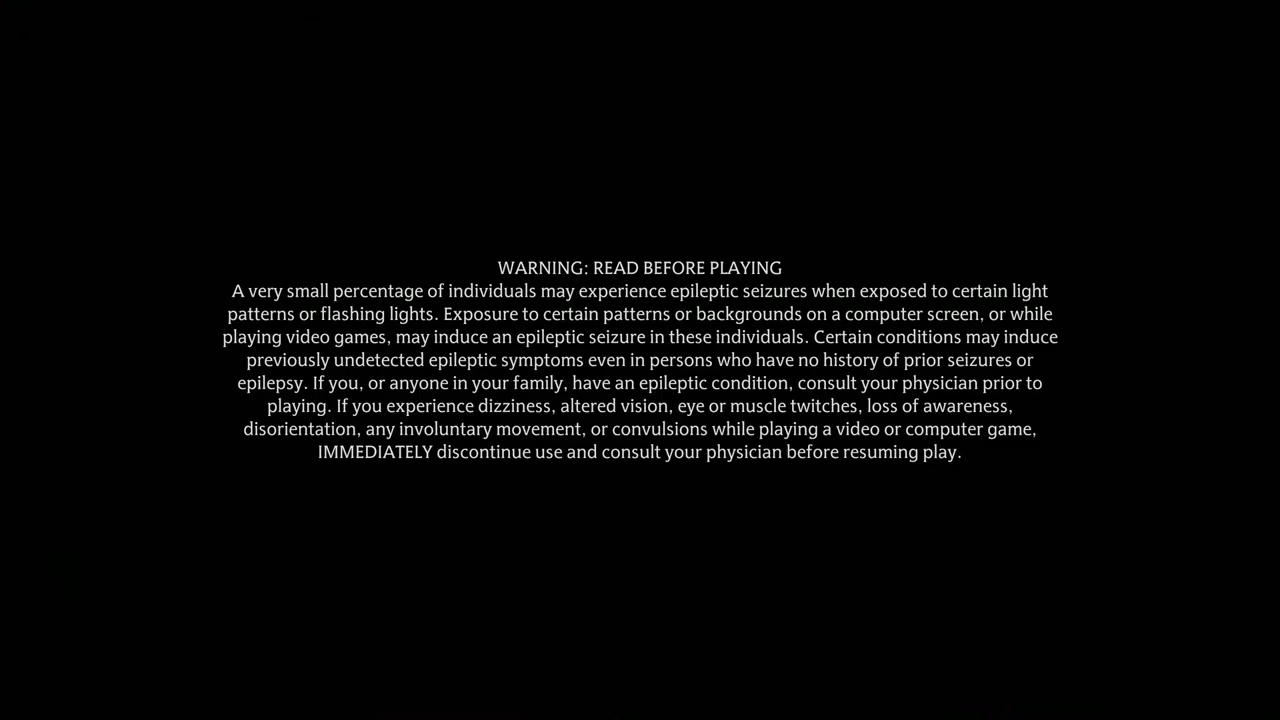 WARNING: READ BEFORE PLAYING
A very small percentage of individuals may experience epileptic seizures when exposed to certain light
patterns or flashing lights. Exposure to certain patterns or backgrounds on a computer screen, or while
playing video games, may induce an epileptic seizure in these individuals. Certain conditions may induce
previously undetected epileptic symptoms even in persons who have no history of prior seizures or
epilepsy. If you, or anyone in your family, have an epileptic condition, consult your physician prior to
playing. If you experience dizziness, altered vision, eye or muscle twitches, loss of awareness,
disorientation, any involuntary movement, or convulsions while playing a video or computer game,
IMMEDIATELY discontinue use and consult your physician before resuming play.